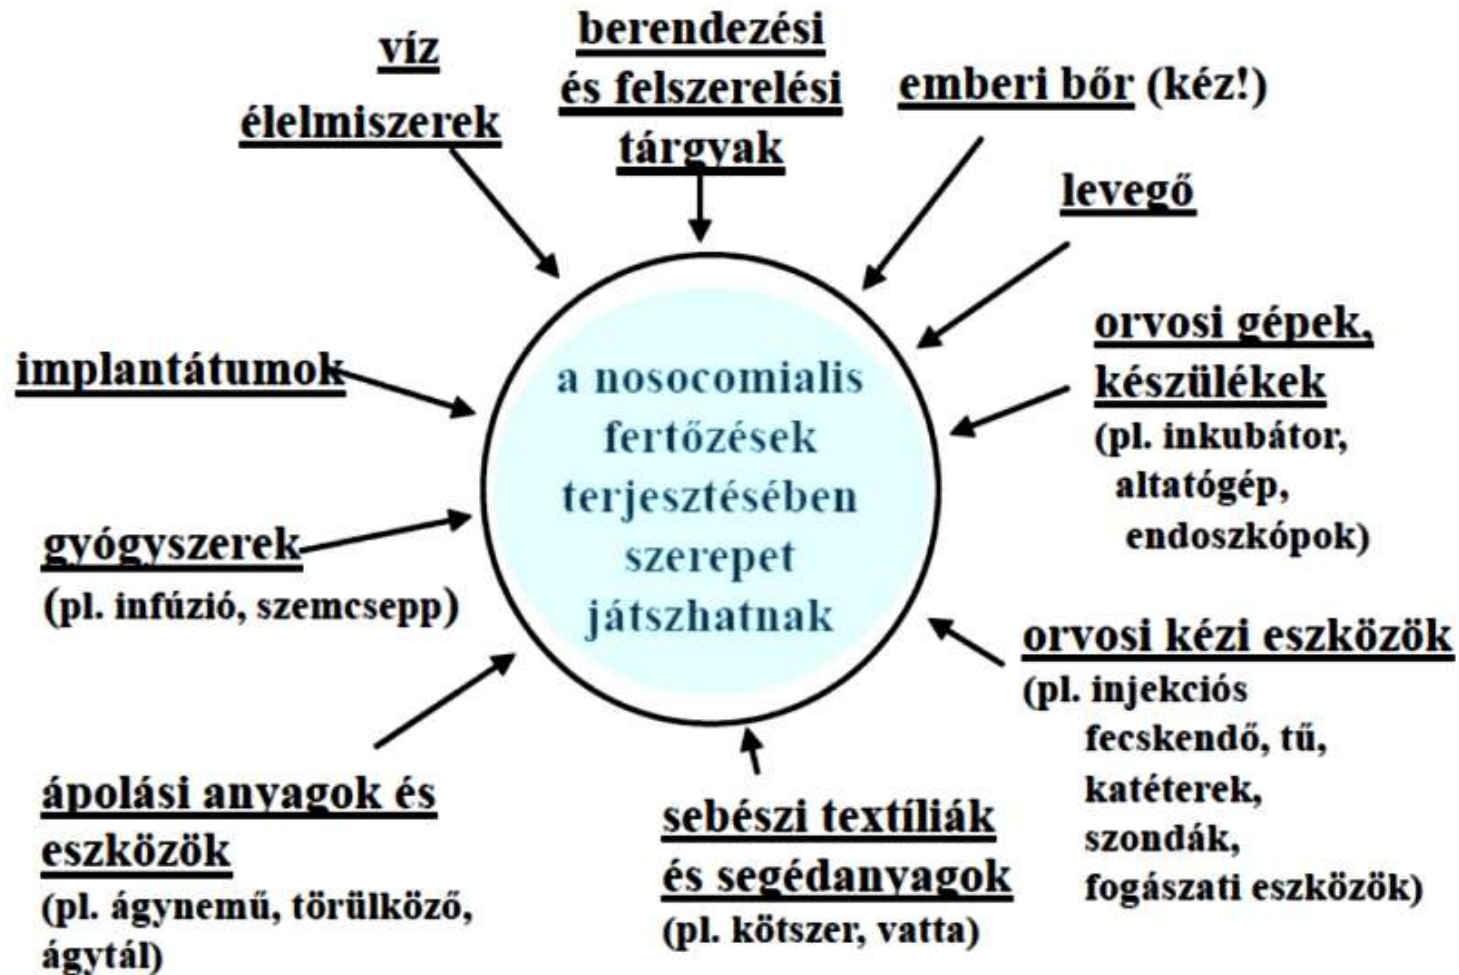 víz
élelmiszerek
berendezési
és felszerelési
tárgyak
emberi bőr (kéz!)
levegő
orvosi gépek,
készülékek
(pl. inkubátor,
altatógép,
endoszkópok)
orvosi kézi eszközök
(pl. injekciós
fecskendő, tű,
katéterek,
szondák,
fogászati eszközök)
sebészi textíliák
és segédanyagok
(pl. kötszer, vatta)
ápolási anyagok és
eszközök
(pl. ágynemű, törülköző,
ágytál)
gyógyszerek
(pl. infúzió, szemcsepp)
implantátumok
a nosocomialis
fertőzések
terjesztésében
szerepet
játszhatnak